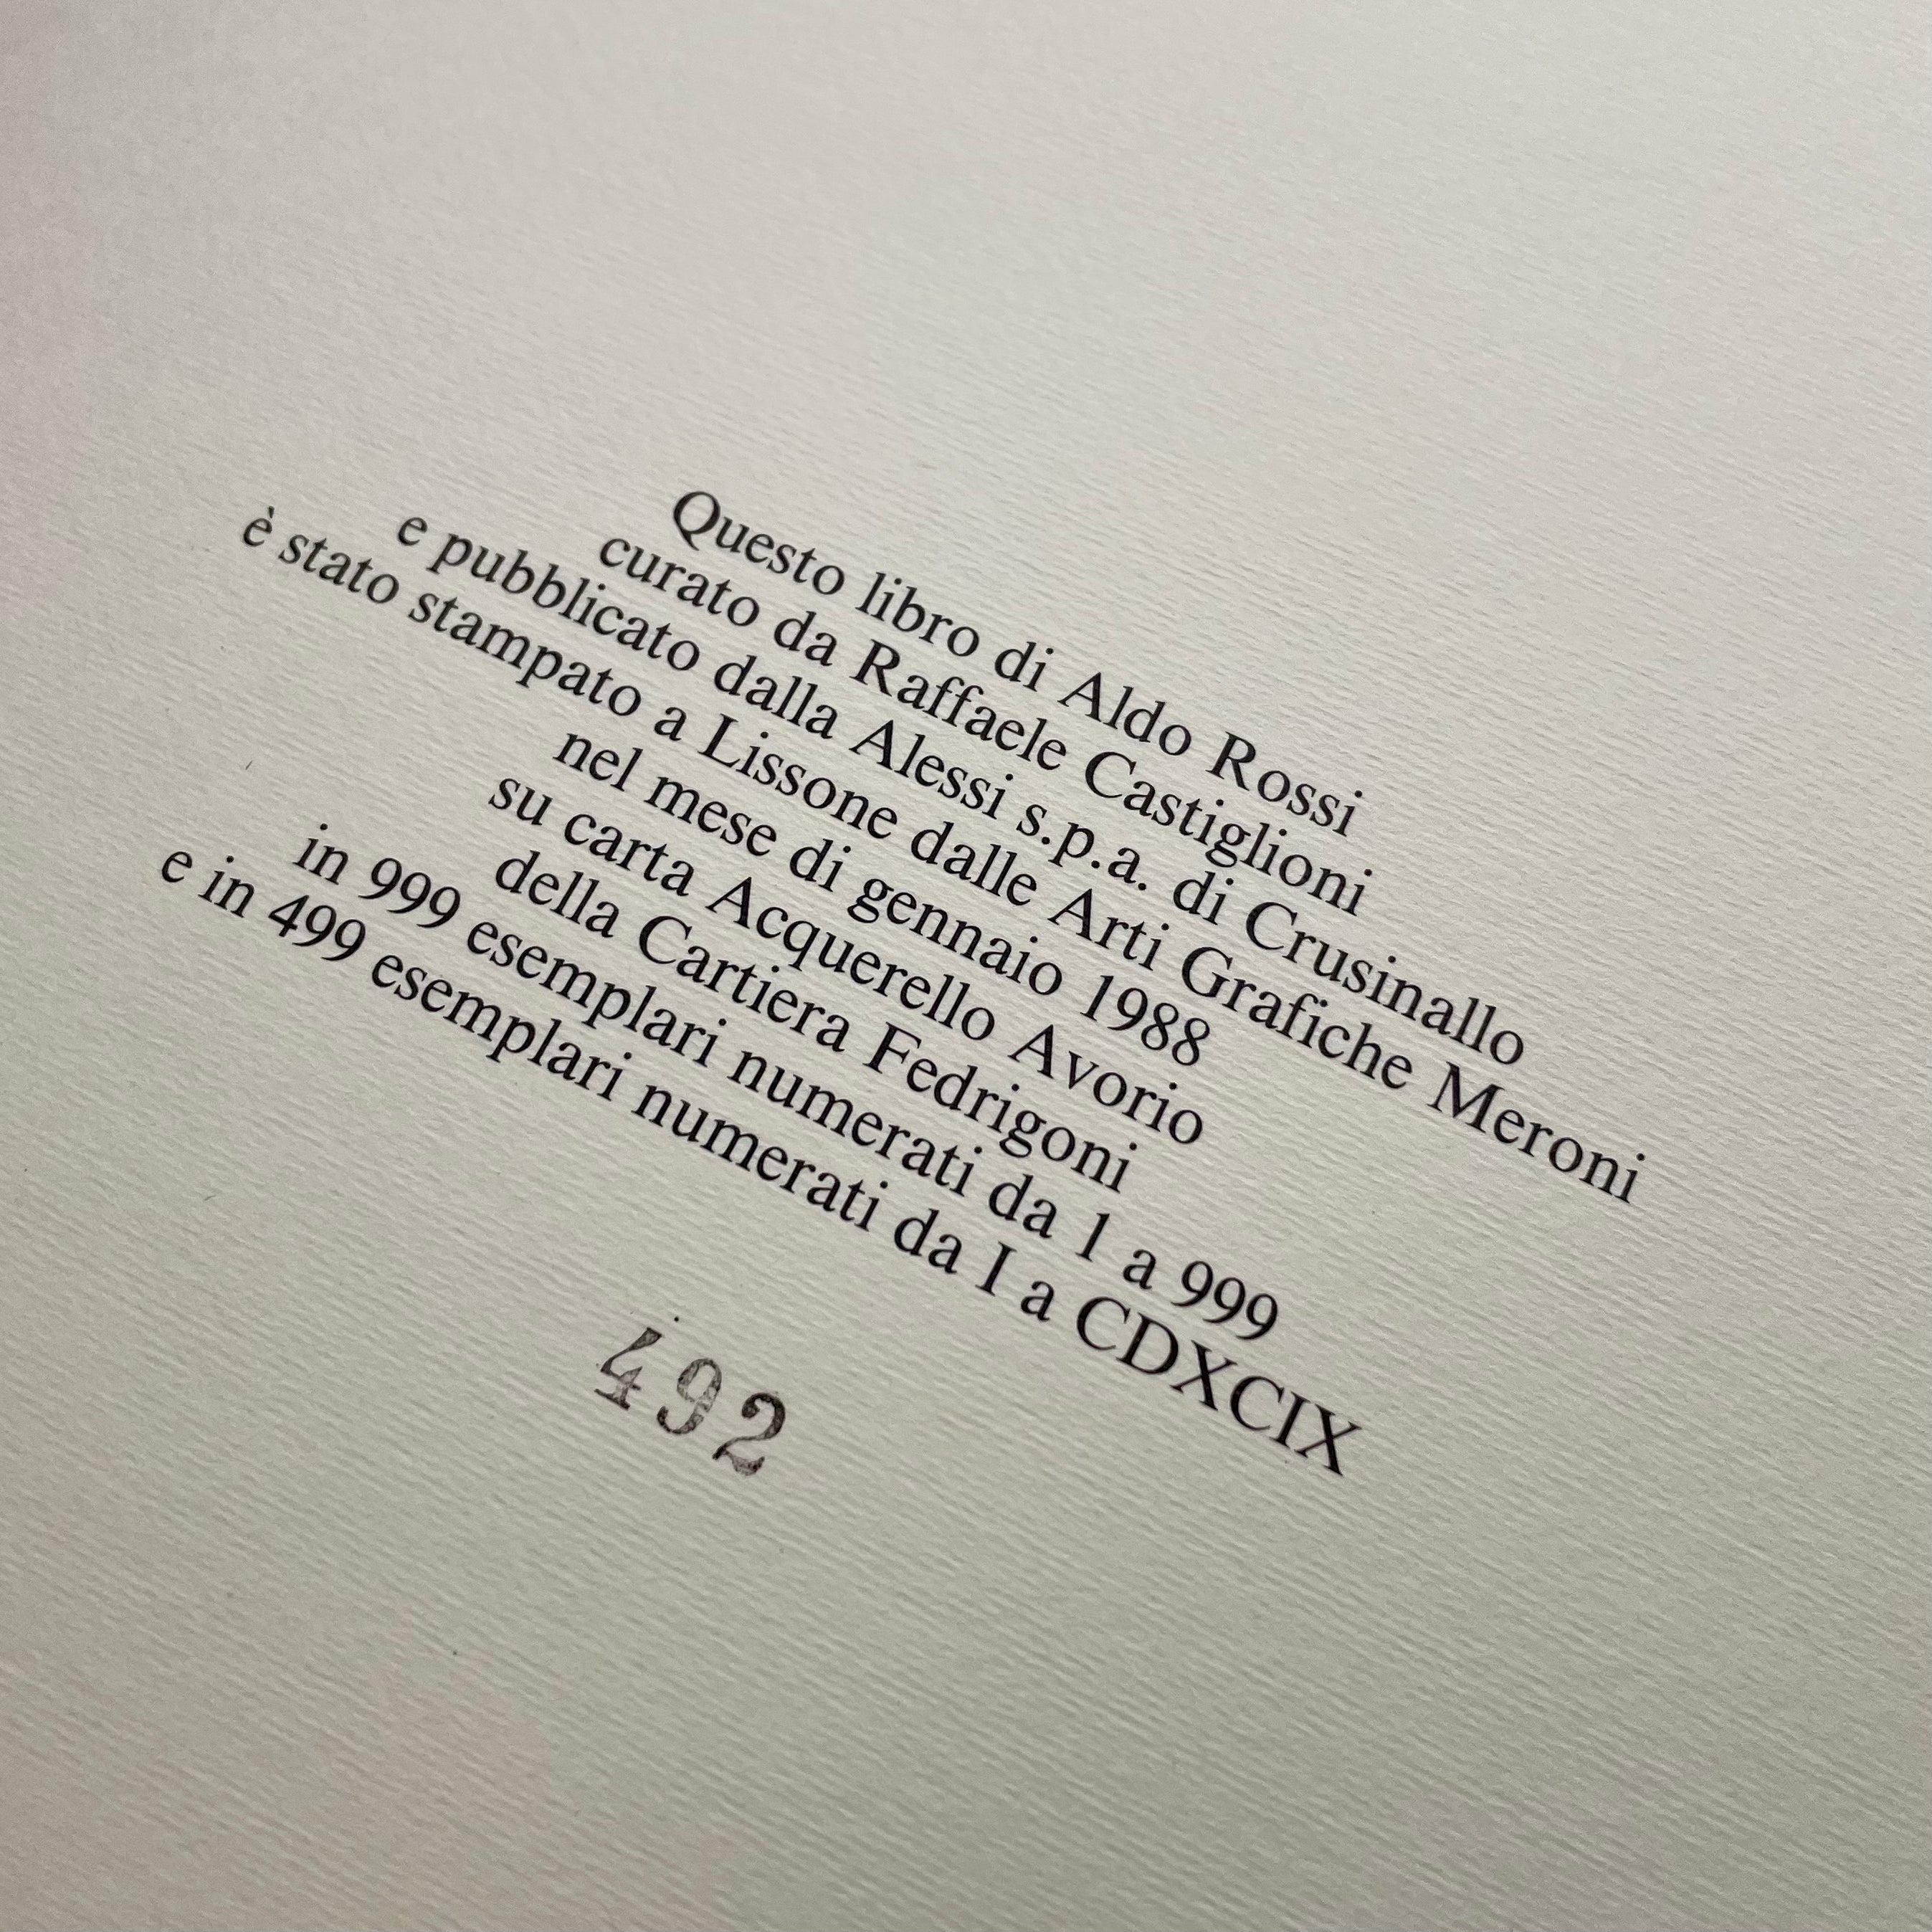 Questo libro di Aldo Rossi
curato da Raffaele Castiglioni
e pubblicato dalla Alessi s.p.a. di Crusinallo
è stato stampato a Lissone dalle Arti Grafiche Meroni
nel mese di gennaio 1988
su carta Acquerello Avorio
della Cartiera Fedrigoni
in 999 esemplari numerati da 1 a 999
e in 499 esemplari numerati da I a CDXCIX
492